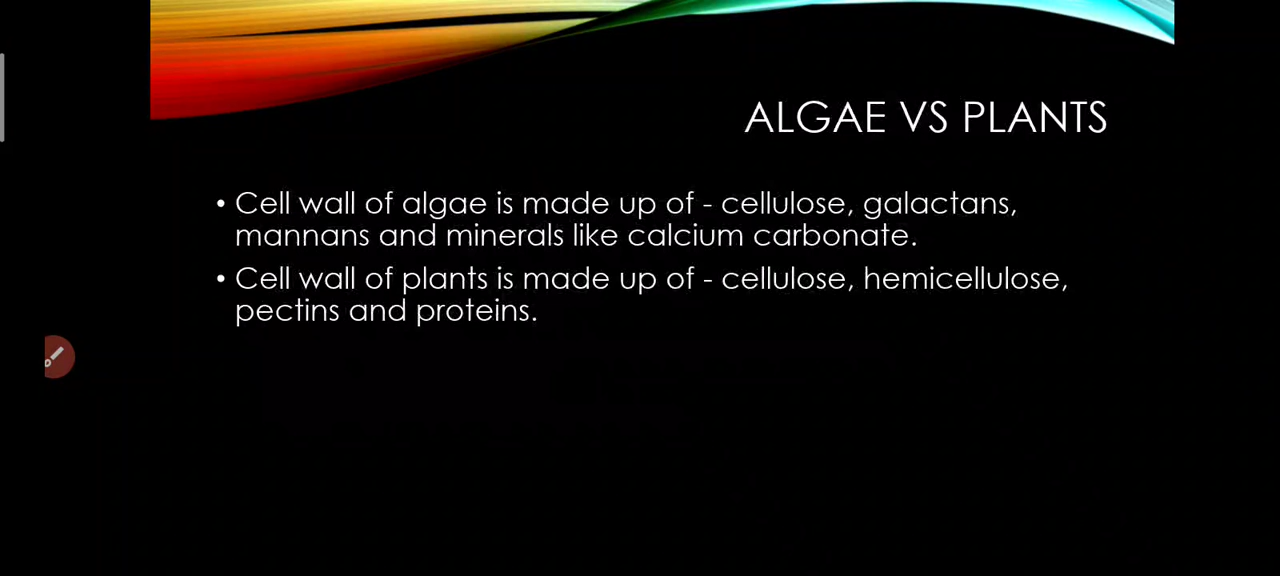 ALGAE VS PLANTS
• Cell wall of algae is made up of - cellulose, galactans,
mannans and minerals like calcium carbonate.
• Cell wall of plants is made up of - cellulose, hemicellulose,
pectins and proteins.